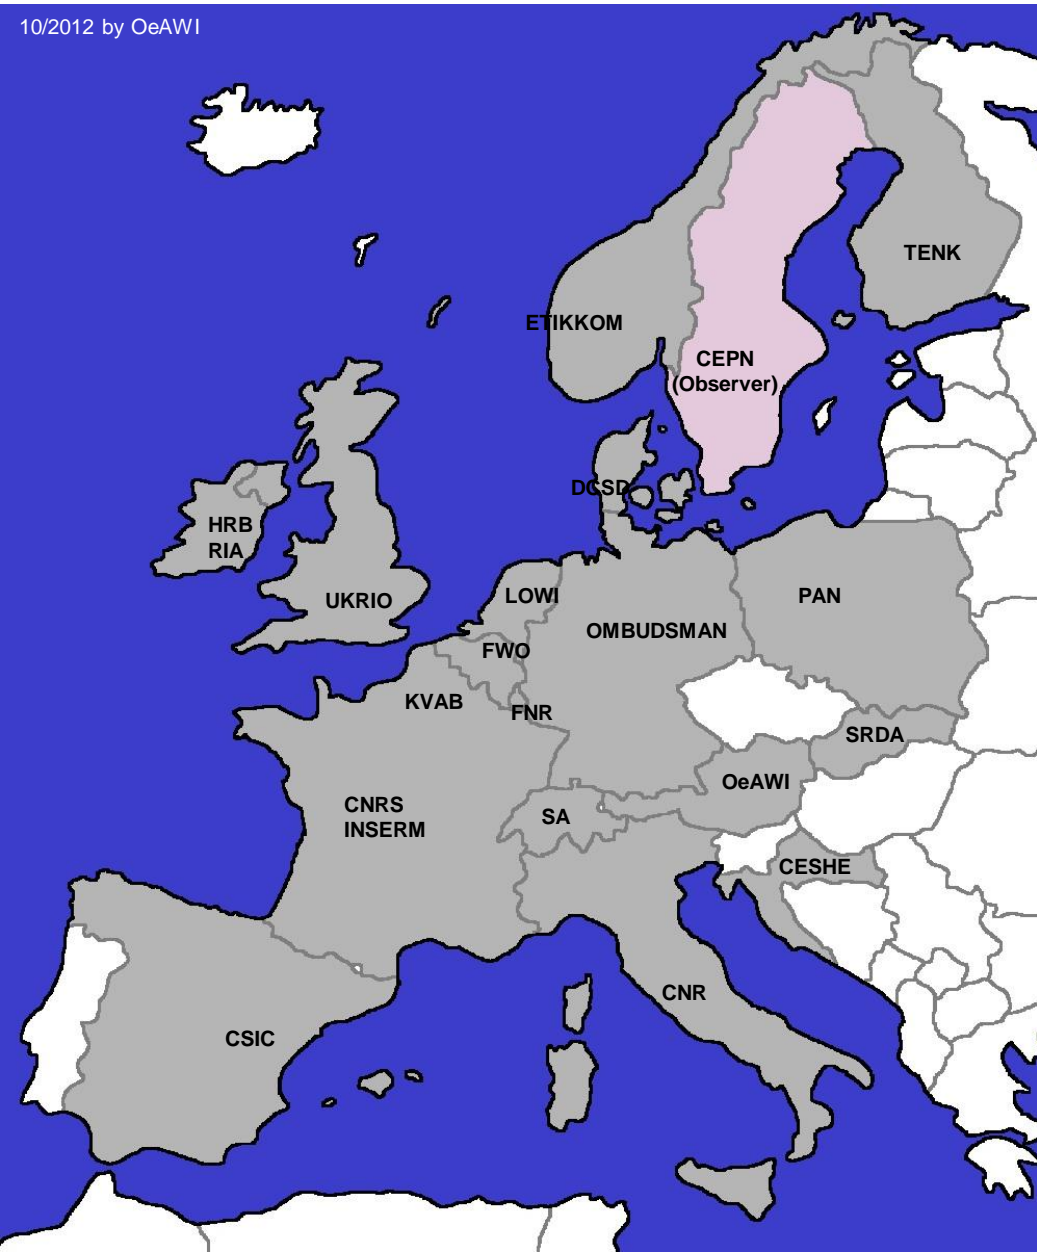 10/2012 by OeAWI
TENK
ETIKKOM
CEPN
(Observer)
DCSD
HRB
RIA
UKRIO
LOWI
PAN
OMBUDSMAN
FWO
KVAB
FNR
SRDA
OeAWI
CNRS
INSERM
SA
CESHE
CNR
CSIC